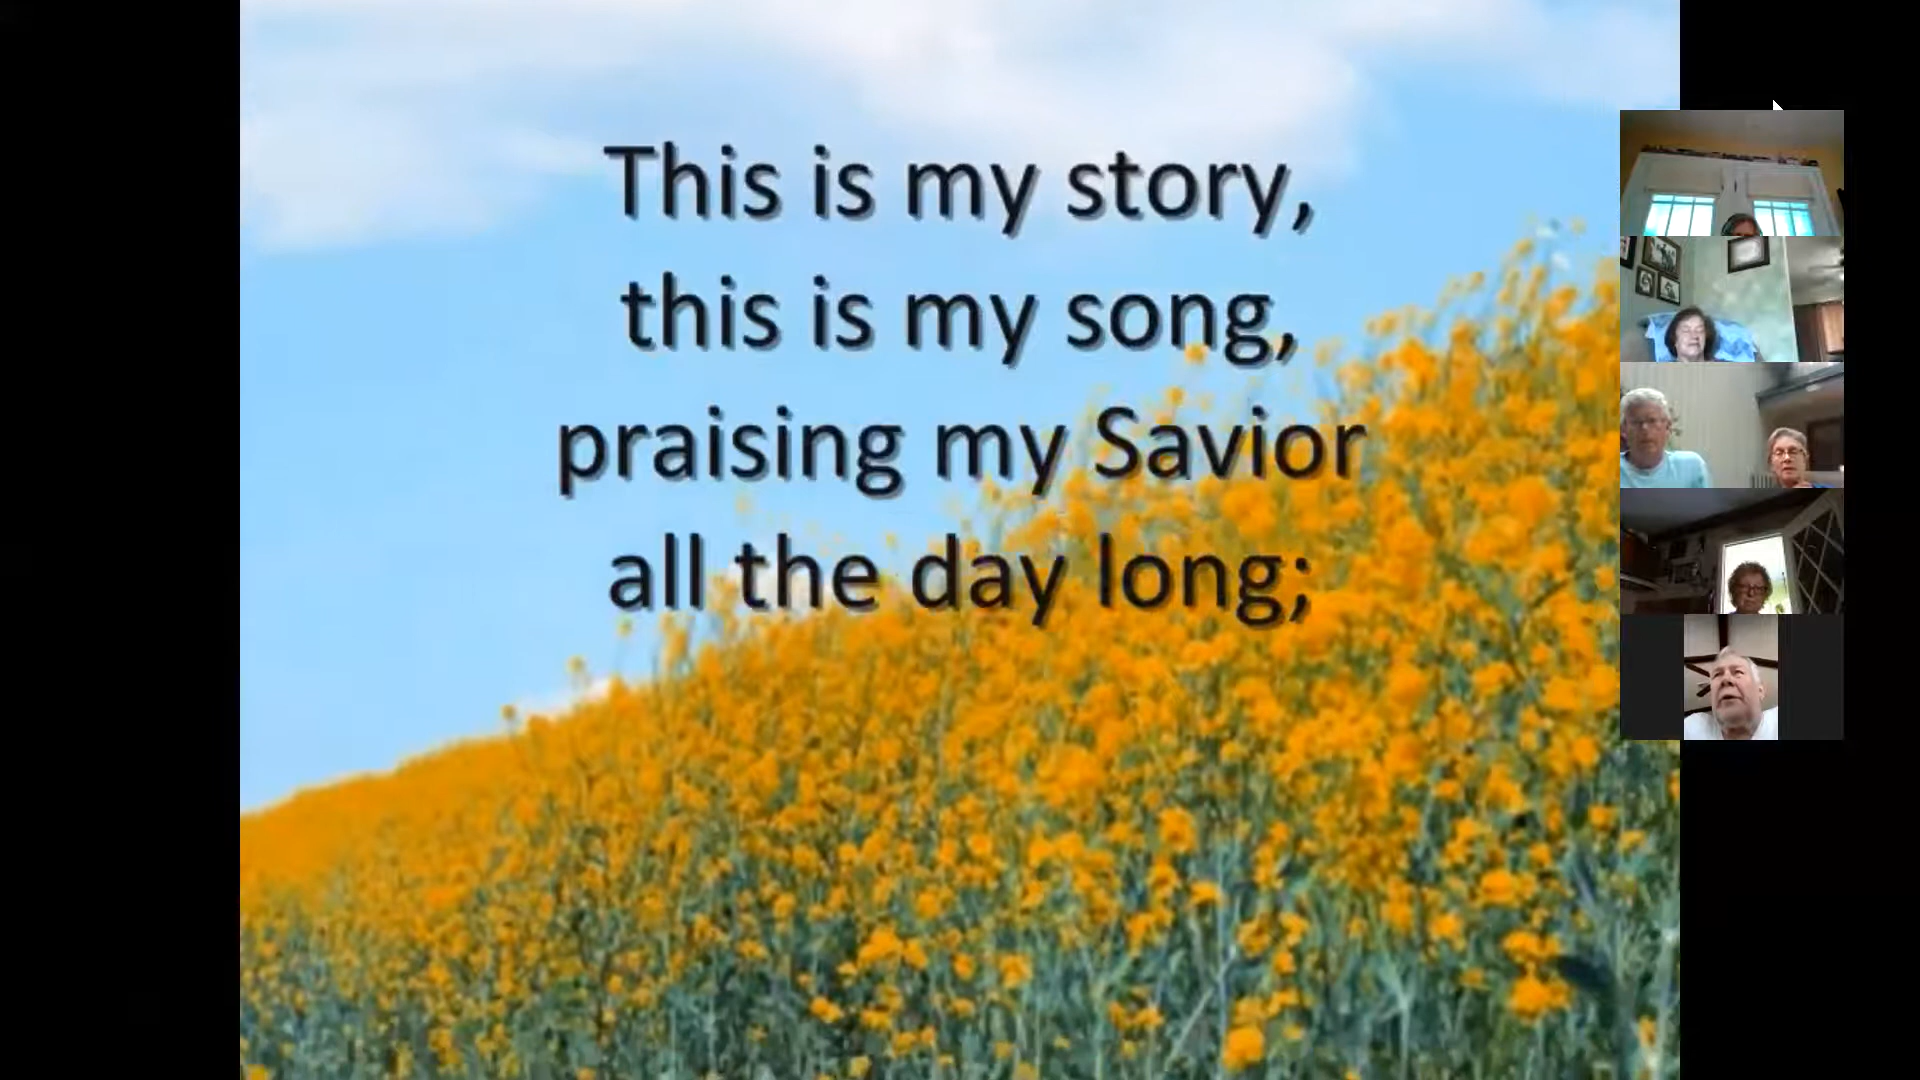 This is my story,
this is my song,
praising my Savior
all the day long;